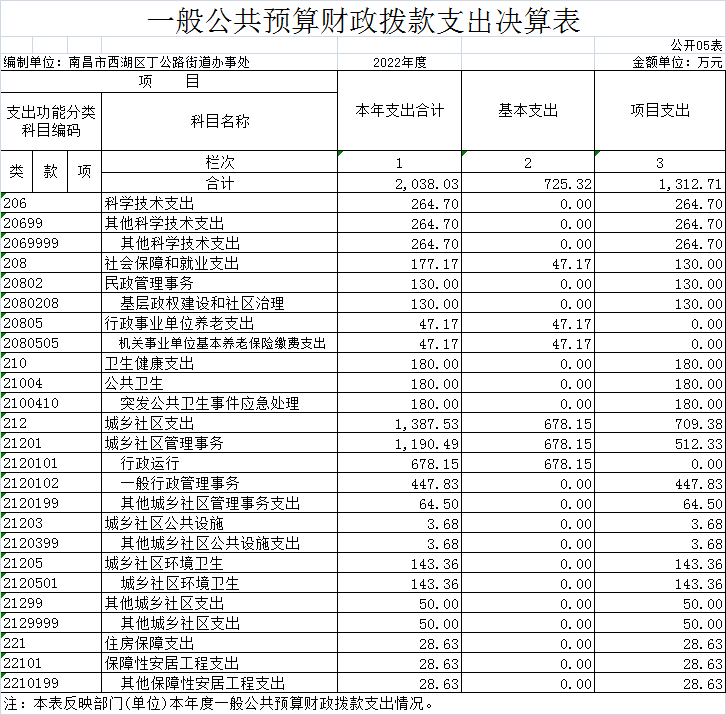 一般公共预算财政拨款支出决算表
公开05表
编制单位：南昌市西湖区丁公路街道办事处 2022年度 金额单位：万元
项 目 本年支出合计 基本支出 项目支出
支出功能分类科目编码 科目名称
类 款 项 栏次 1 2 3
合计 2,038.03 725.32 1,312.71
206 科学技术支出 264.70 0.00 264.70
20699 其他科学技术支出 264.70 0.00 264.70
2069999 其他科学技术支出 264.70 0.00 264.70
208 社会保障和就业支出 177.17 47.17 130.00
20802 民政管理事务 130.00 0.00 130.00
2080208 基层政权建设和社区治理 130.00 0.00 130.00
20805 行政事业单位养老支出 47.17 47.17 0.00
2080505 机关事业单位基本养老保险缴费支出 47.17 47.17 0.00
210 卫生健康支出 180.00 0.00 180.00
21004 公共卫生 180.00 0.00 180.00
2100410 突发公共卫生事件应急处理 180.00 0.00 180.00
212 城乡社区支出 1,387.53 678.15 709.38
21201 城乡社区管理事务 1,190.49 678.15 512.33
2120101 行政运行 678.15 678.15 0.00
2120102 一般行政管理事务 447.83 0.00 447.83
2120199 其他城乡社区管理事务支出 64.50 0.00 64.50
21203 城乡社区公共设施 3.68 0.00 3.68
2120399 其他城乡社区公共设施支出 3.68 0.00 3.68
21205 城乡社区环境卫生 143.36 0.00 143.36
2120501 城乡社区环境卫生 143.36 0.00 143.36
21299 其他城乡社区支出 50.00 0.00 50.00
2129999 其他城乡社区支出 50.00 0.00 50.00
221 住房保障支出 28.63 0.00 28.63
22101 保障性安居工程支出 28.63 0.00 28.63
2210199 其他保障性安居工程支出 28.63 0.00 28.63
注：本表反映部门(单位)本年度一般公共预算财政拨款支出情况。